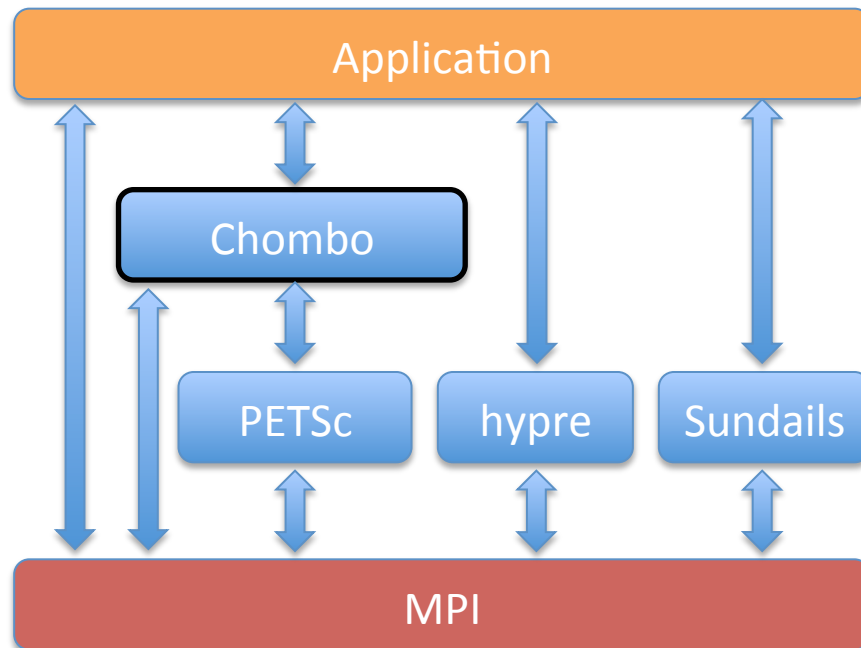 Application
Chombo
PETSc
hypre
Sundails
MPI